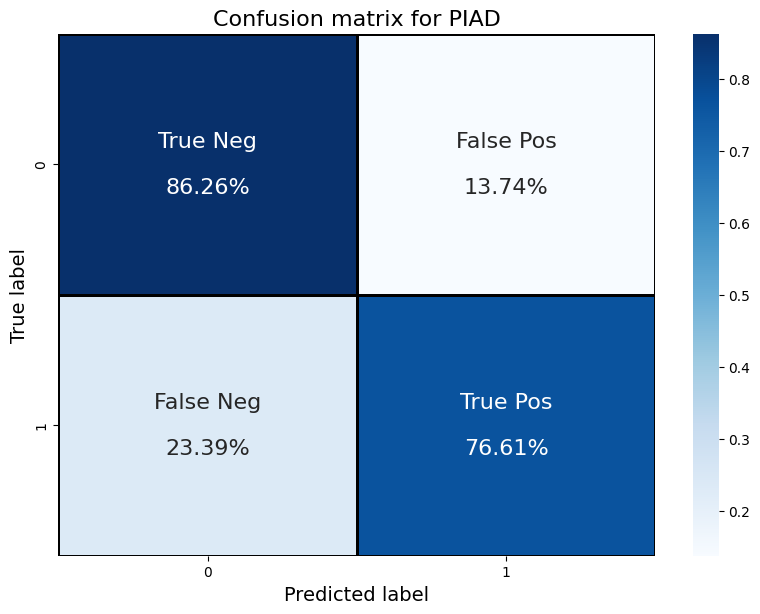 Confusion matrix for PIAD
True Neg
86.26%
False Pos
13.74%
False Neg
23.39%
True Pos
76.61%
True label
0
1
0
1
Predicted label
0.8
0.7
0.6
0.5
0.4
0.3
0.2